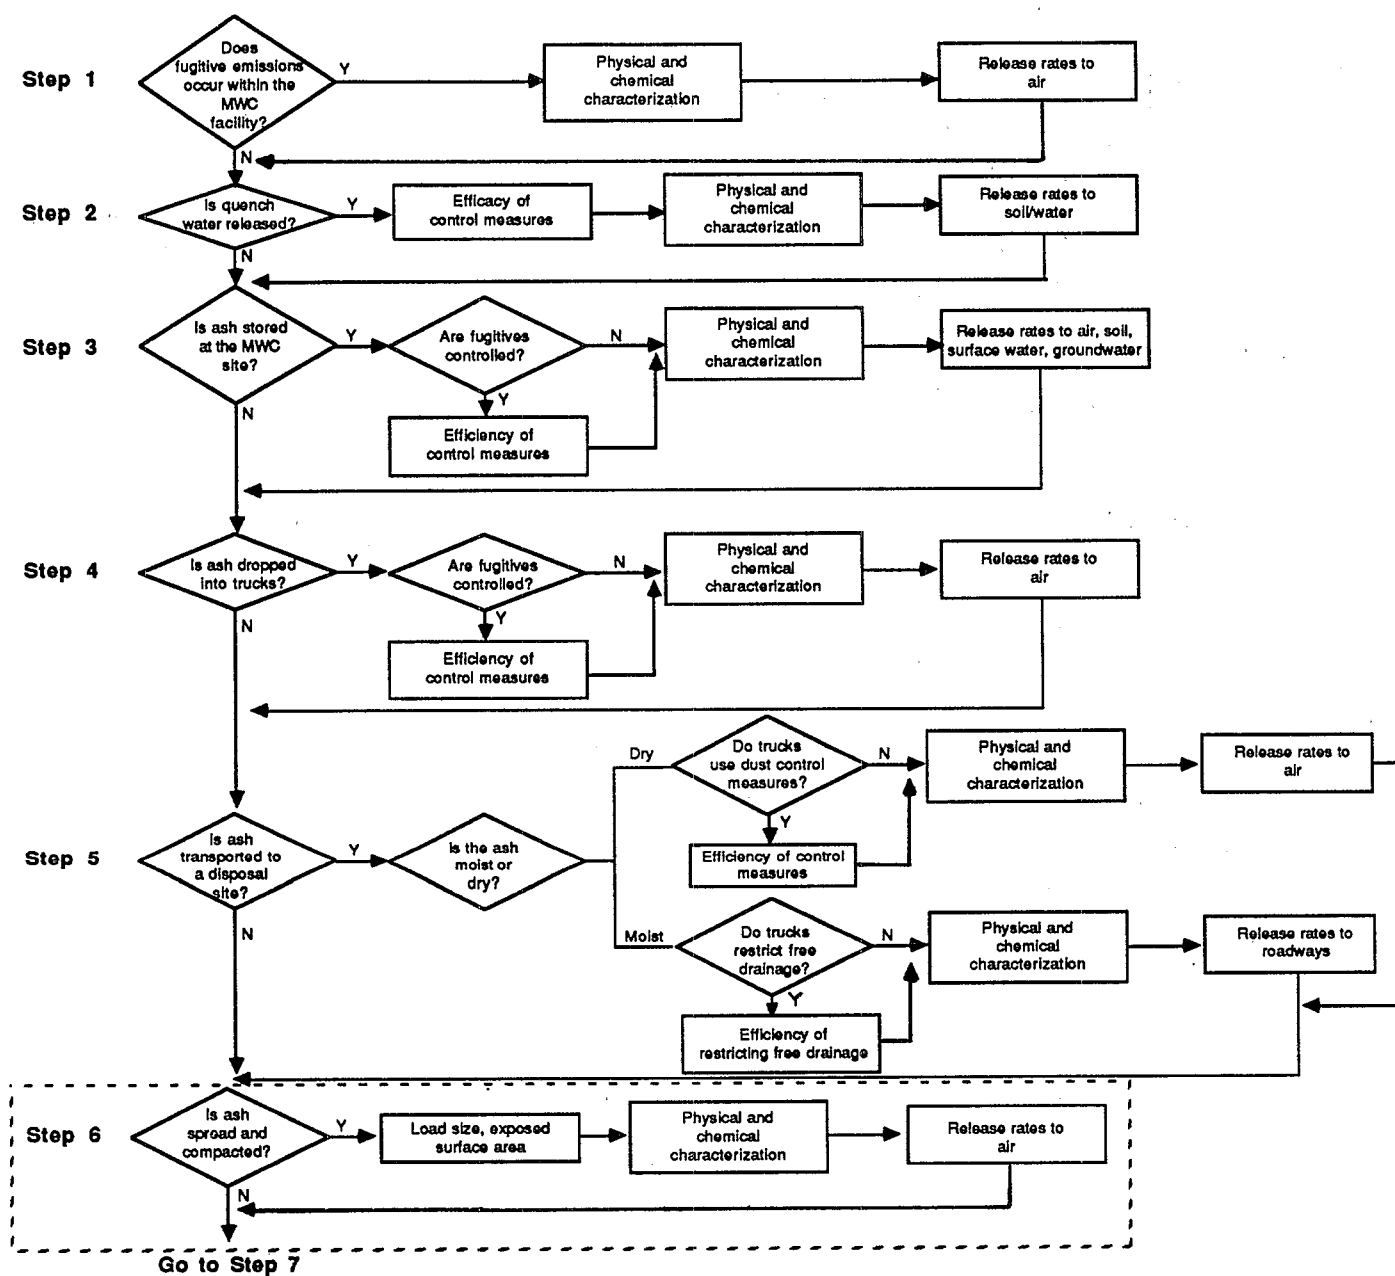 Step 1
Does
fugitive emissions
occur within the
MWC
facility?
Y
Physical and
chemical
characterization
Release rates to
air
N
Step 2
Is quench
water released?
Y
Efficacy of
control measures
Physical and
chemical
characterization
Release rates to
soil/water
N
Step 3
Is ash stored
at the MWC
site?
Y
Are fugitives
controlled?
N
Physical and
chemical
characterization
Release rates to air, soil,
surface water, groundwater
Y
Efficiency of
control measures
N
Step 4
Is ash dropped
into trucks?
Y
Are fugitives
controlled?
N
Physical and
chemical
characterization
Release rates to
air
Y
Efficiency of
control measures
N
Step 5
Is ash
transported to
a disposal
site?
Y
Is the ash
moist or
dry?
Dry
Do trucks
use dust control
measures?
N
Physical and
chemical
characterization
Release rates to
air
Y
Efficiency of control
measures
Moist
Do trucks
restrict free
drainage?
N
Physical and
chemical
characterization
Release rates to
roadways
Y
Efficiency of
restricting free drainage
N
Step 6
Is ash
spread and
compacted?
Y
Load size, exposed
surface area
Physical and
chemical
characterization
Release rates to
air
N
Go to Step 7